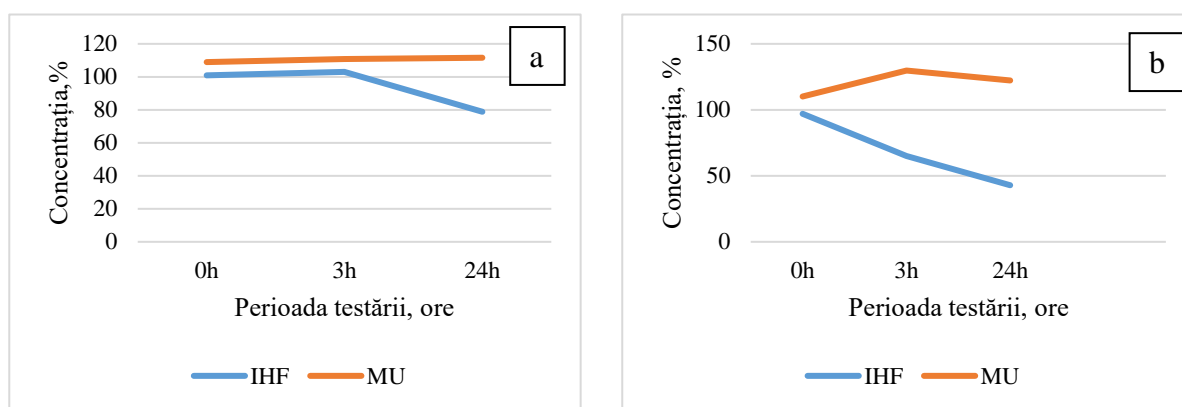 Concentrația,%
120
100
80
60
40
20
0
0h 3h 24h
Perioada testării, ore
IHF MU
a
Concentrația, %
150
100
50
0
0h 3h 24h
Perioada testării, ore
IHF MU
b